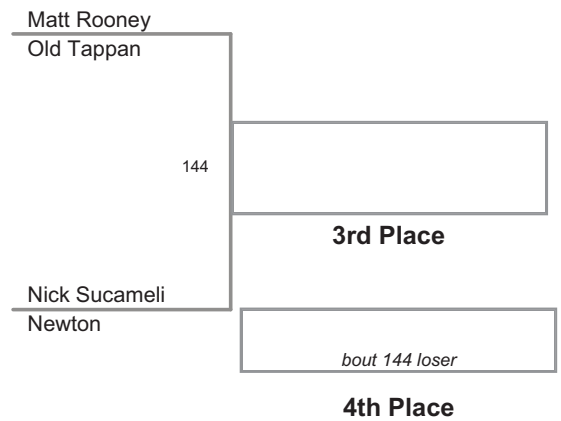 Matt Rooney
Old Tappan
144
3rd Place
Nick Sucameli
Newton
bout 144 loser
4th Place